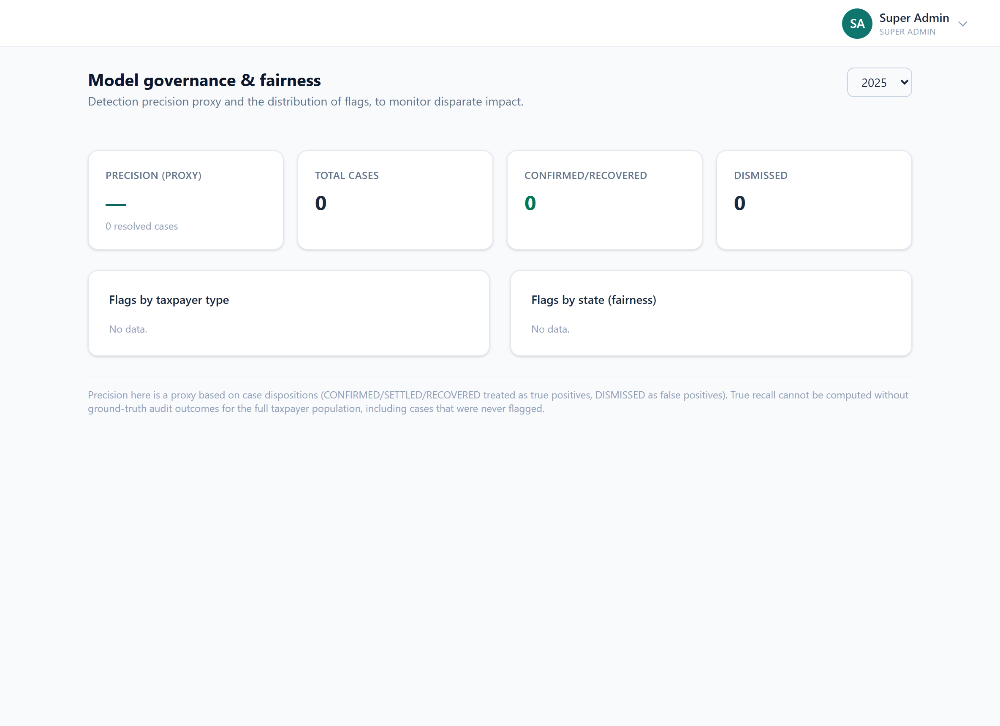 SA
Super Admin
SUPER ADMIN
Model governance & fairness
2025
Detection precision proxy and the distribution of flags, to monitor disparate impact.
PRECISION (PROXY)
—
0 resolved cases
TOTAL CASES
0
CONFIRMED/RECOVERED
0
DISMISSED
0
Flags by taxpayer type
No data.
Flags by state (fairness)
No data.
Precision here is a proxy based on case dispositions (CONFIRMED/SETTLED/RECOVERED treated as true positives, DISMISSED as false positives). True recall cannot be computed without
ground-truth audit outcomes for the full taxpayer population, including cases that were never flagged.